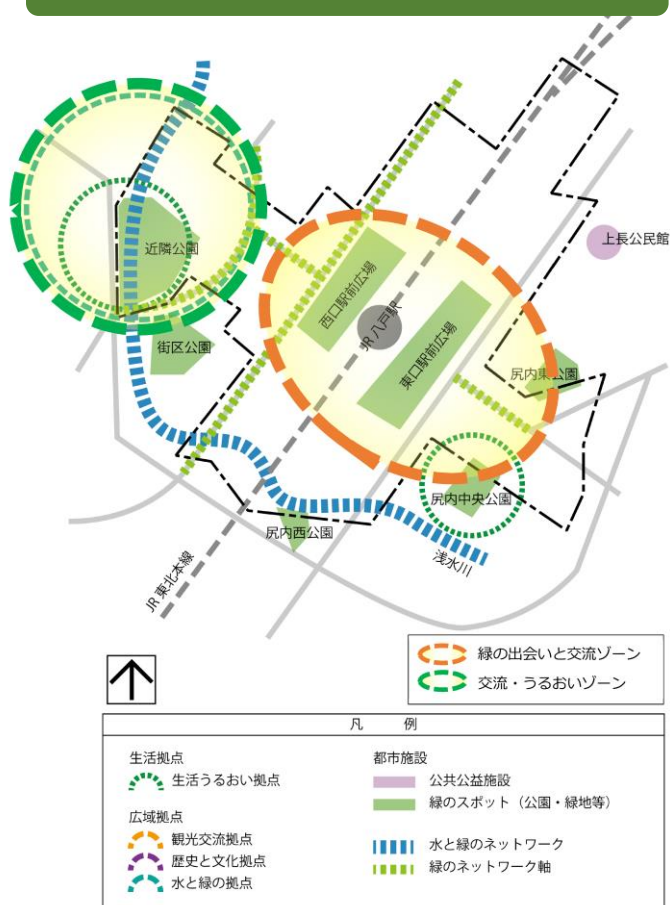 上長公民館
近隣公園
西口駅前広場
JR 八戸駅
街区公園
東口駅前広場
尻内東公園
尻内中央公園
尻内西公園
浅水川
JR 東北本線
緑の出会いと交流ゾーン
交流・うるおいゾーン
凡 例
生活拠点
生活うるおい拠点
広域拠点
観光交流拠点
歴史と文化拠点
水と緑の拠点
都市施設
公共公益施設
緑のスポット（公園・緑地等）
水と緑のネットワーク
緑のネットワーク軸